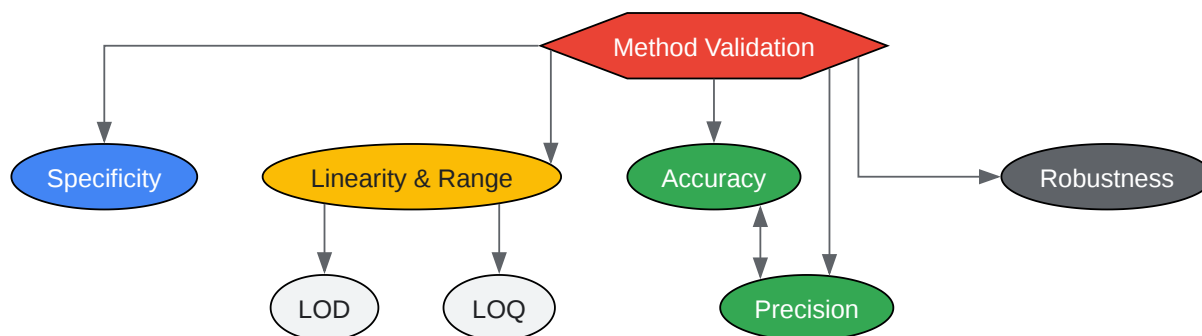 Method Validation
Specificity
Linearity & Range
Accuracy
Robustness
LOD
LOQ
Precision